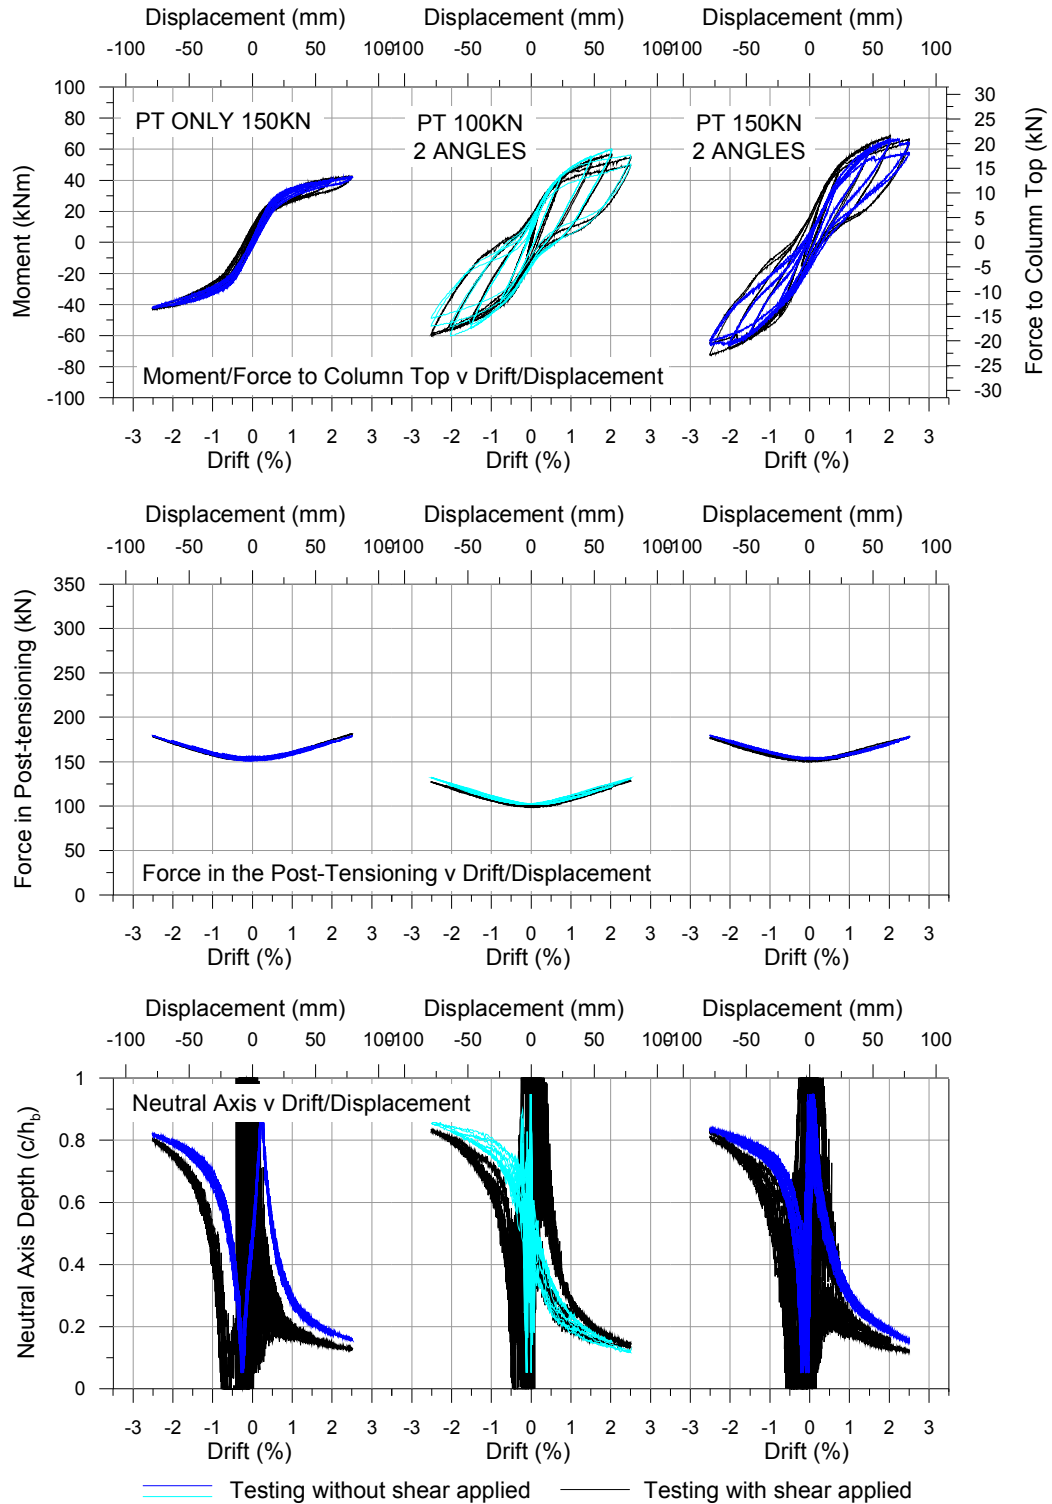 Displacement (mm) Displacement (mm) Displacement (mm)
-100 -50 0 50 100 -100 -50 0 50 100 -100 -50 0 50 100
100
80
60
40
20
0
-20
-40
-60
-80
-100
Moment (kNm)
PT ONLY 150KN
PT 100KN
2 ANGLES
PT 150KN
2 ANGLES
30
25
20
15
10
5
0
-5
-10
-15
-20
-25
-30
Force to Column Top (kN)
Moment/Force to Column Top v Drift/Displacement
-3 -2 -1 0 1 2 3 -3 -2 -1 0 1 2 3 -3 -2 -1 0 1 2 3
Drift (%) Drift (%) Drift (%)
Displacement (mm) Displacement (mm) Displacement (mm)
-100 -50 0 50 100 -100 -50 0 50 100 -100 -50 0 50 100
350
300
250
200
150
100
50
0
Force in Post-tensioning (kN)
Force in the Post-Tensioning v Drift/Displacement
-3 -2 -1 0 1 2 3 -3 -2 -1 0 1 2 3 -3 -2 -1 0 1 2 3
Drift (%) Drift (%) Drift (%)
Displacement (mm) Displacement (mm) Displacement (mm)
-100 -50 0 50 100 -100 -50 0 50 100 -100 -50 0 50 100
1
0.8
0.6
0.4
0.2
0
Neutral Axis Depth (c/hb)
Neutral Axis v Drift/Displacement
-3 -2 -1 0 1 2 3 -3 -2 -1 0 1 2 3 -3 -2 -1 0 1 2 3
Drift (%) Drift (%) Drift (%)
Testing without shear applied Testing with shear applied